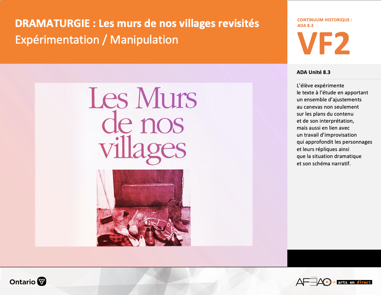 DRAMATURGIE : Les murs de nos villages revisités
Expérimentation / Manipulation
Les Murs
de nos
villages
CONTINUUM HISTORIQUE :
ADA 8.3
VF2
ADA Unité 8.3
L'élève expérimente
le texte à l'étude en apportant
un ensemble d'ajustements
au canevas non seulement
sur les plans du contenu
et de son interprétation,
mais aussi en lien avec
un travail d'improvisation
qui approfondit les personnages
et leurs répliques ainsi
que la situation dramatique
et son schéma narratif.
Ontario
AFÉAO
arts en direct